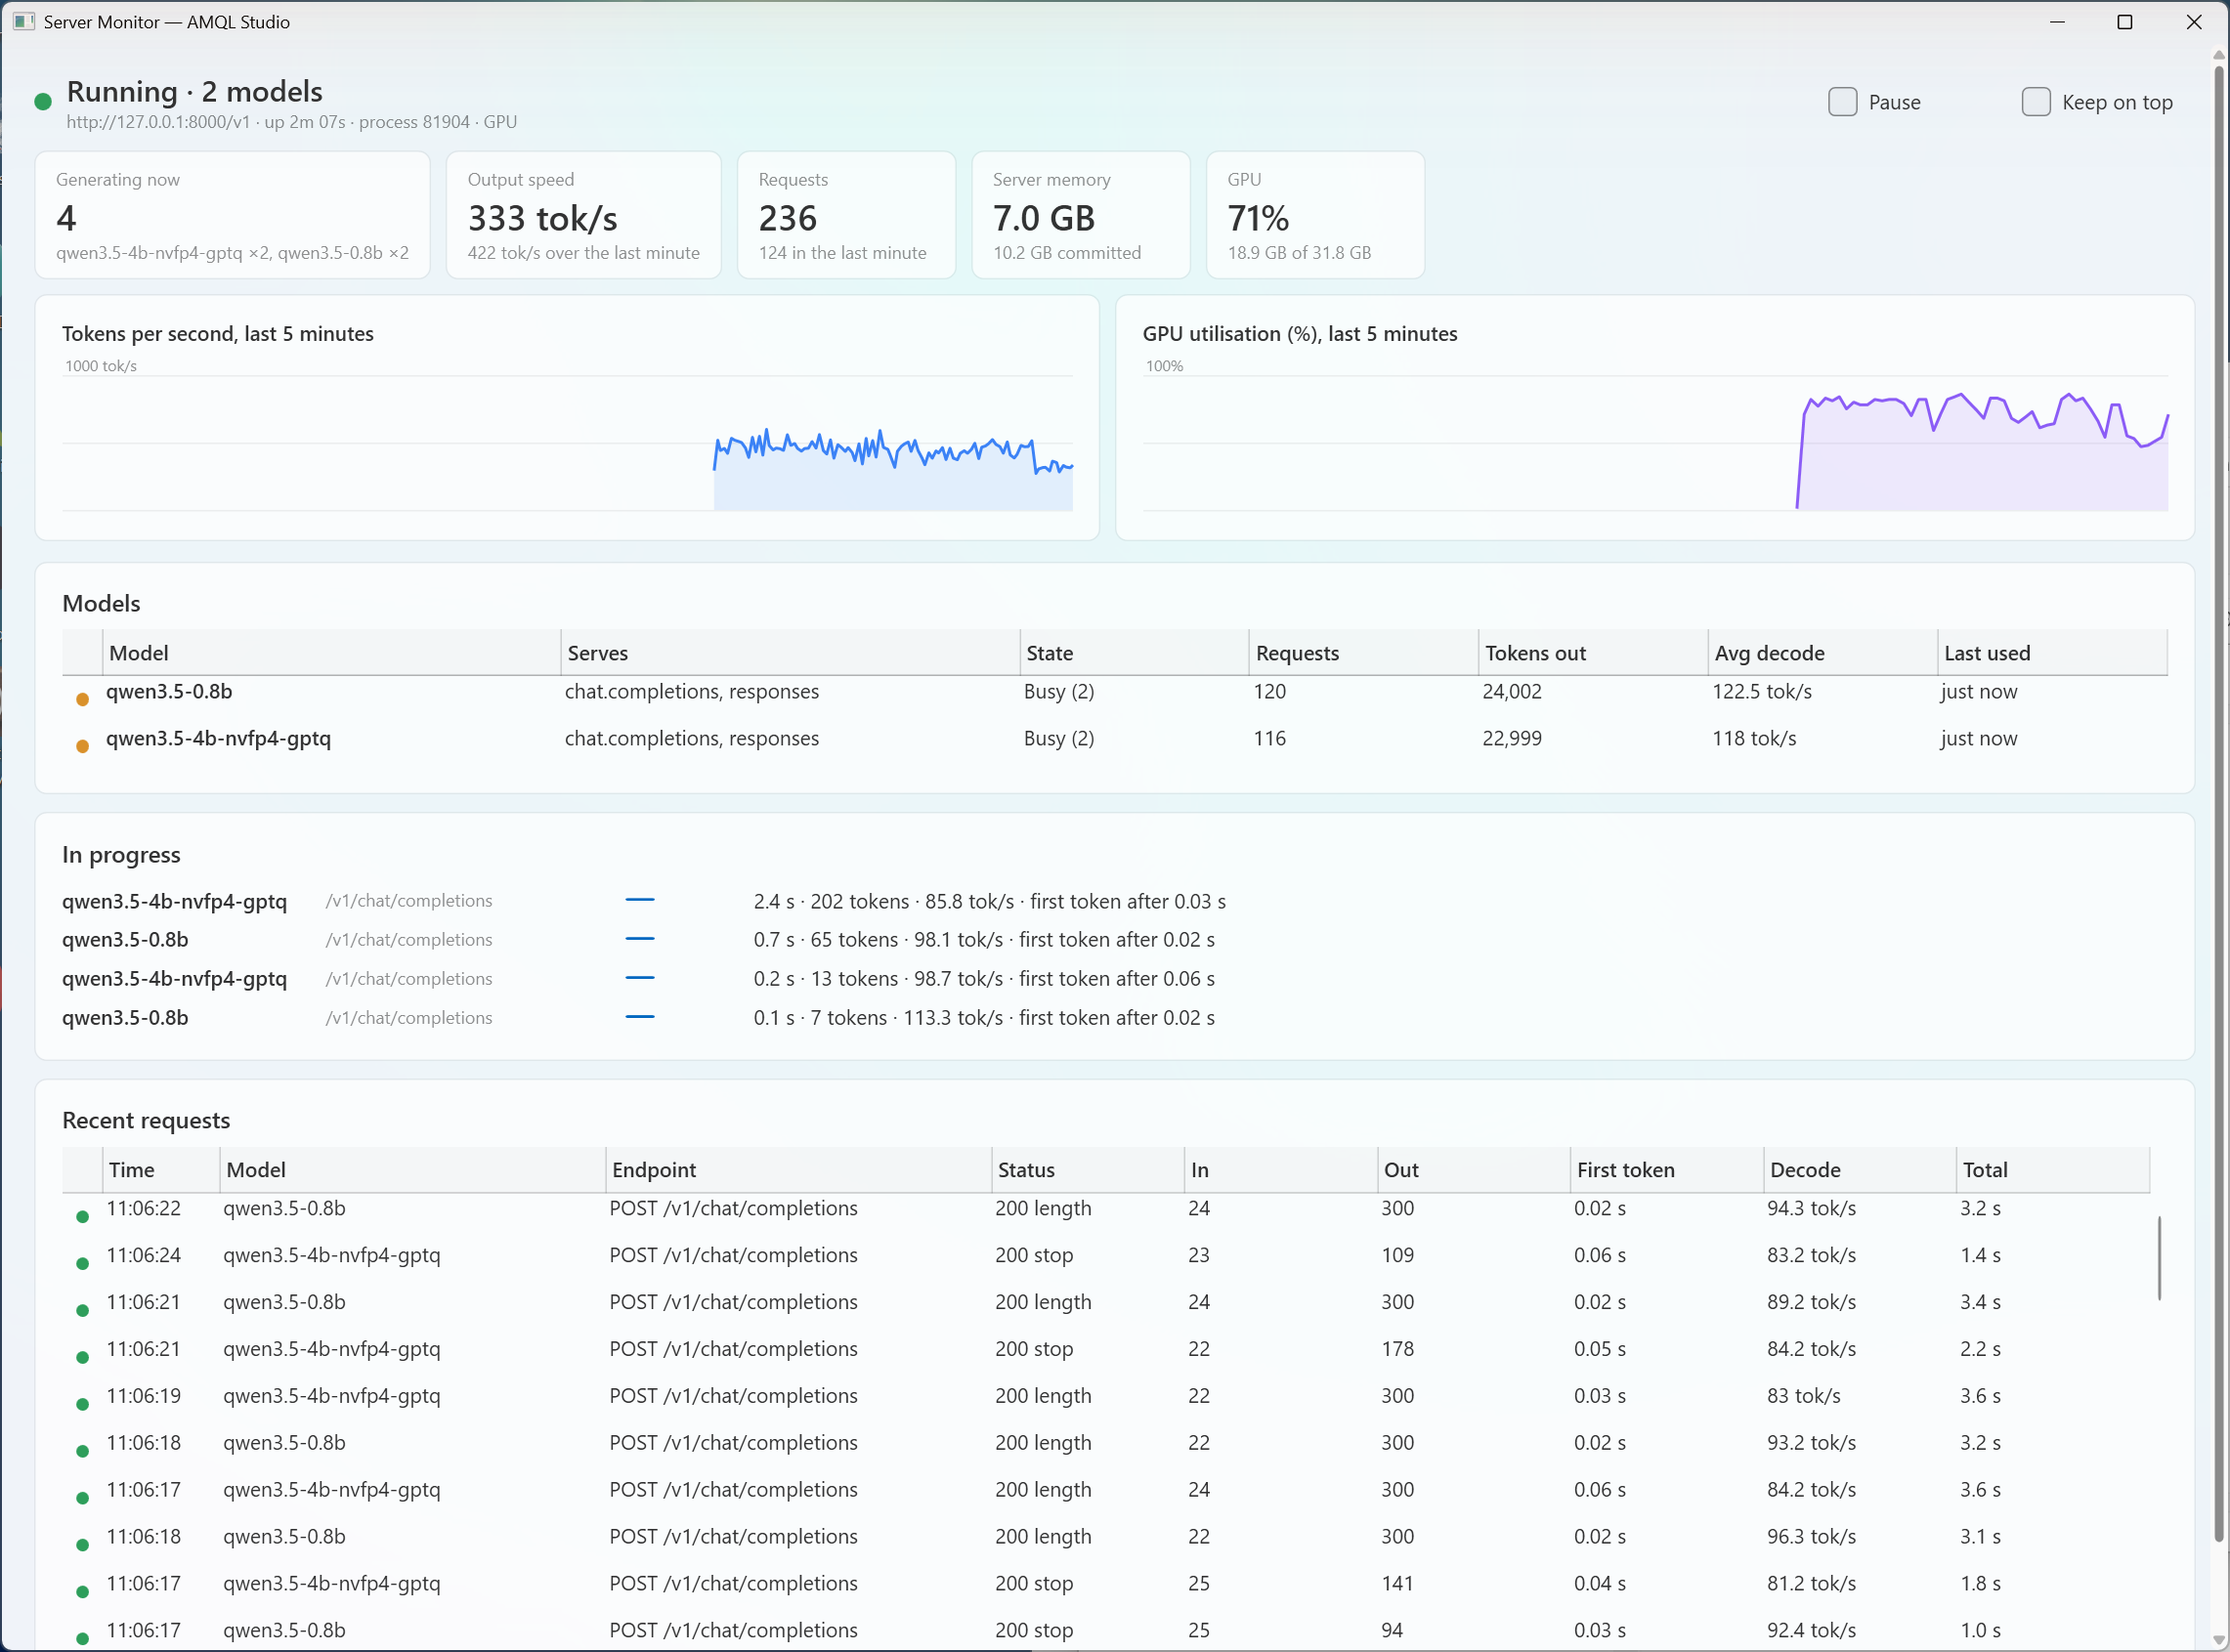 Server Monitor — AMQL Studio
Running · 2 models
http://127.0.0.1:8000/v1 · up 2m 07s · process 81904 · GPU
Pause
Keep on top
Generating now
4
qwen3.5-4b-nvfp4-gptq ×2, qwen3.5-0.8b ×2
Output speed
333 tok/s
422 tok/s over the last minute
Requests
236
124 in the last minute
Server memory
7.0 GB
10.2 GB committed
GPU
71%
18.9 GB of 31.8 GB
Tokens per second, last 5 minutes
1000 tok/s
GPU utilisation (%), last 5 minutes
100%
Models
Model Serves State Requests Tokens out Avg decode Last used
qwen3.5-0.8b chat.completions, responses Busy (2) 120 24,002 122.5 tok/s just now
qwen3.5-4b-nvfp4-gptq chat.completions, responses Busy (2) 116 22,999 118 tok/s just now
In progress
qwen3.5-4b-nvfp4-gptq /v1/chat/completions 2.4 s · 202 tokens · 85.8 tok/s · first token after 0.03 s
qwen3.5-0.8b /v1/chat/completions 0.7 s · 65 tokens · 98.1 tok/s · first token after 0.02 s
qwen3.5-4b-nvfp4-gptq /v1/chat/completions 0.2 s · 13 tokens · 98.7 tok/s · first token after 0.06 s
qwen3.5-0.8b /v1/chat/completions 0.1 s · 7 tokens · 113.3 tok/s · first token after 0.02 s
Recent requests
Time Model Endpoint Status In Out First token Decode Total
11:06:22 qwen3.5-0.8b POST /v1/chat/completions 200 length 24 300 0.02 s 94.3 tok/s 3.2 s
11:06:24 qwen3.5-4b-nvfp4-gptq POST /v1/chat/completions 200 stop 23 109 0.06 s 83.2 tok/s 1.4 s
11:06:21 qwen3.5-0.8b POST /v1/chat/completions 200 length 24 300 0.02 s 89.2 tok/s 3.4 s
11:06:21 qwen3.5-4b-nvfp4-gptq POST /v1/chat/completions 200 stop 22 178 0.05 s 84.2 tok/s 2.2 s
11:06:19 qwen3.5-4b-nvfp4-gptq POST /v1/chat/completions 200 length 22 300 0.03 s 83 tok/s 3.6 s
11:06:18 qwen3.5-0.8b POST /v1/chat/completions 200 length 22 300 0.02 s 93.2 tok/s 3.2 s
11:06:17 qwen3.5-4b-nvfp4-gptq POST /v1/chat/completions 200 length 24 300 0.06 s 84.2 tok/s 3.6 s
11:06:18 qwen3.5-0.8b POST /v1/chat/completions 200 length 22 300 0.02 s 96.3 tok/s 3.1 s
11:06:17 qwen3.5-4b-nvfp4-gptq POST /v1/chat/completions 200 stop 25 141 0.04 s 81.2 tok/s 1.8 s
11:06:17 qwen3.5-0.8b POST /v1/chat/completions 200 stop 25 94 0.03 s 92.4 tok/s 1.0 s